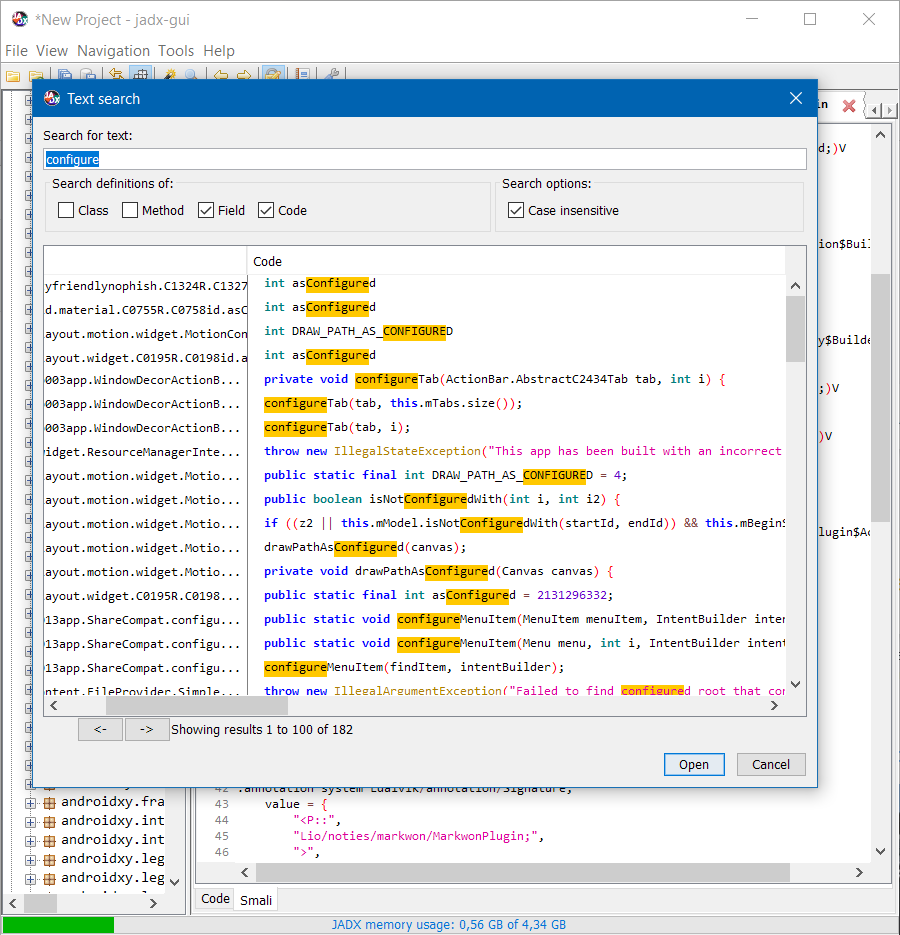 *New Project - jadx-gui
File View Navigation Tools Help
Text search
Search for text:
configure
Search definitions of:
Class Method Field Code
Search options:
Case insensitive
Code
yfriendlynophish.C1324R.C1327 int asConfigured
d.material.C0755R.C0758id.asC int asConfigured
ayout.motion.widget.MotionCon int DRAW_PATH_AS_CONFIGURED
ayout.widget.C0195R.C0198id.a int asConfigured
003app.WindowDecorActionB... private void configureTab(ActionBar.AbstractC2434Tab tab, int i) {
003app.WindowDecorActionB... configureTab(tab, this.mTabs.size());
003app.WindowDecorActionB... configureTab(tab, i);
widget.ResourceManagerInte... throw new IllegalStateException("This app has been built with an incorrect
ayout.motion.widget.Motio... public static final int DRAW_PATH_AS_CONFIGURED = 4;
ayout.motion.widget.Motio... public boolean isNotConfiguredWith(int i, int i2) {
ayout.motion.widget.Motio... if ((z2 || this.mModel.isNotConfiguredWith(startId, endId)) && this.mBeginS
ayout.motion.widget.Motio... drawPathAsConfigured(canvas);
ayout.motion.widget.Motio... private void drawPathAsConfigured(Canvas canvas) {
ayout.widget.C0195R.C0198... public static final int asConfigured = 2131296332;
013app.ShareCompat.configu... public static void configureMenuItem(MenuItem menuItem, IntentBuilder inten
013app.ShareCompat.configu... public static void configureMenuItem(Menu menu, int i, IntentBuilder intent
013app.ShareCompat.configu... configureMenuItem(findItem, intentBuilder);
ontent.FileProvider.Simple... throw new IllegalArgumentException("Failed to find configured root that con
<- -> Showing results 1 to 100 of 182
Open Cancel
in
d;)V
ion$Buil
y$Builde
;)V
)V
lugin$Ac
androidxy.fra
androidxy.int
androidxy.int
androidxy.leg
androidxy.leg
42 .annotation system Ldalvik/annotation/Signature;
43 value = {
44 "<P::",
45 "Lio/noties/markwon/MarkwonPlugin;",
46 ">",
Code Smali
JADX memory usage: 0,56 GB of 4,34 GB